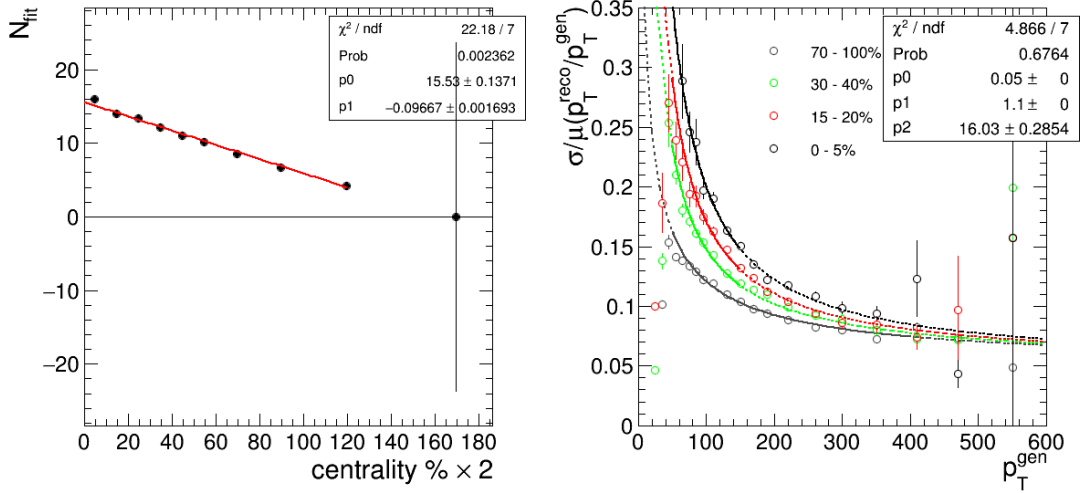 N_fit
χ² / ndf 22.18 / 7
Prob 0.002362
p0 15.53 ± 0.1371
p1 −0.09667 ± 0.001693
20
10
0
−10
−20
0 20 40 60 80 100 120 140 160 180
centrality % × 2
σ/μ(p_T^reco/p_T^gen)
χ² / ndf 4.866 / 7
Prob 0.6764
p0 0.05 ± 0
p1 1.1 ± 0
p2 16.03 ± 0.2854
70 - 100%
30 - 40%
15 - 20%
0 - 5%
0.35
0.3
0.25
0.2
0.15
0.1
0.05
0
0 100 200 300 400 500 600
p_T^gen